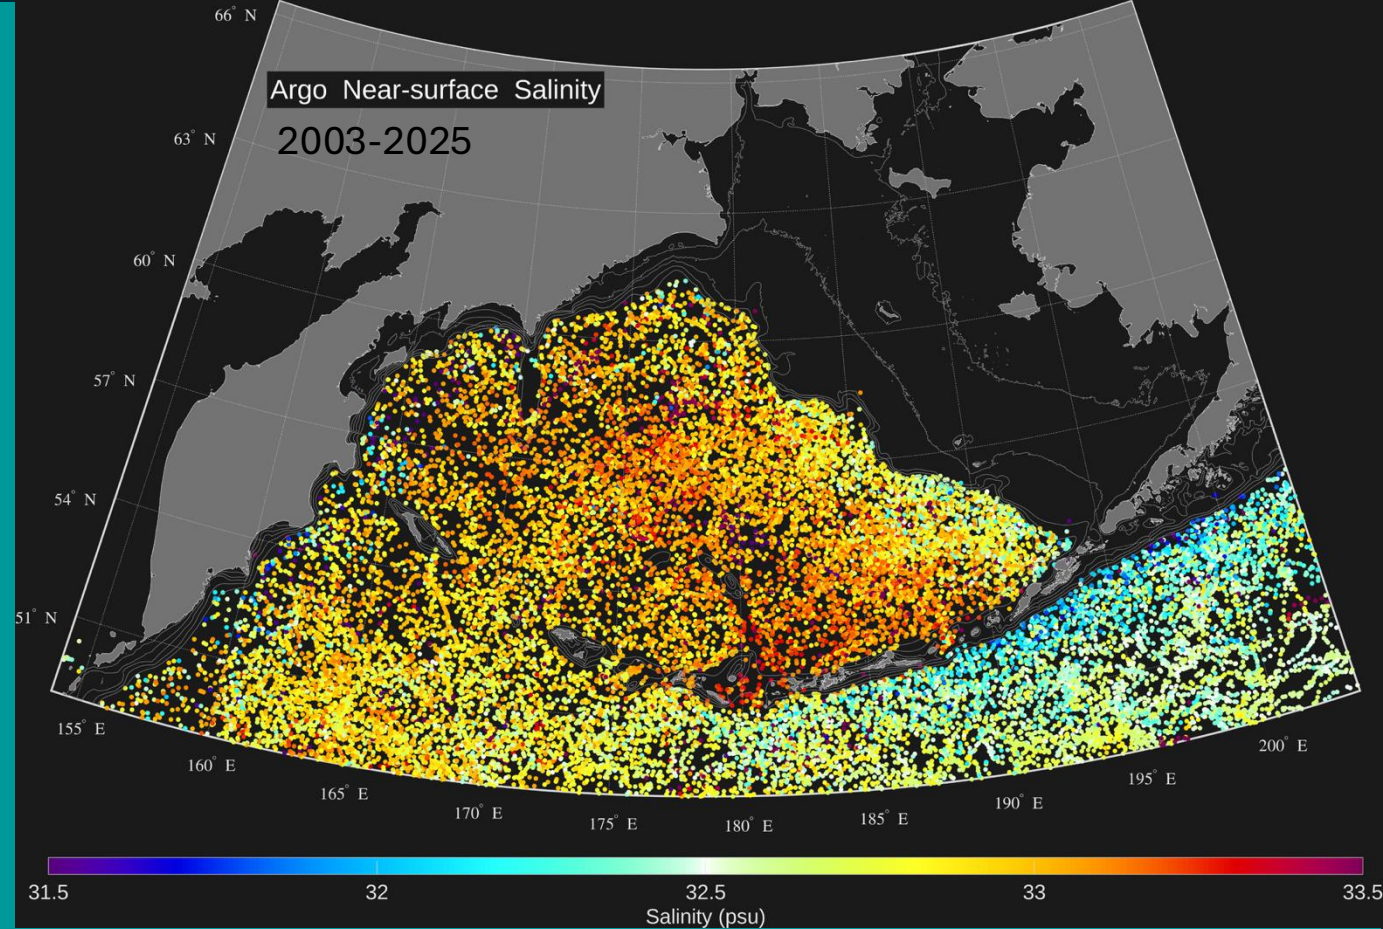 66° N
Argo Near-surface Salinity
63° N
2003-2025
60° N
57° N
54° N
51° N
155° E
160° E
165° E
170° E
175° E
180° E
185° E
190° E
195° E
200° E
31.5
32
32.5
33
33.5
Salinity (psu)